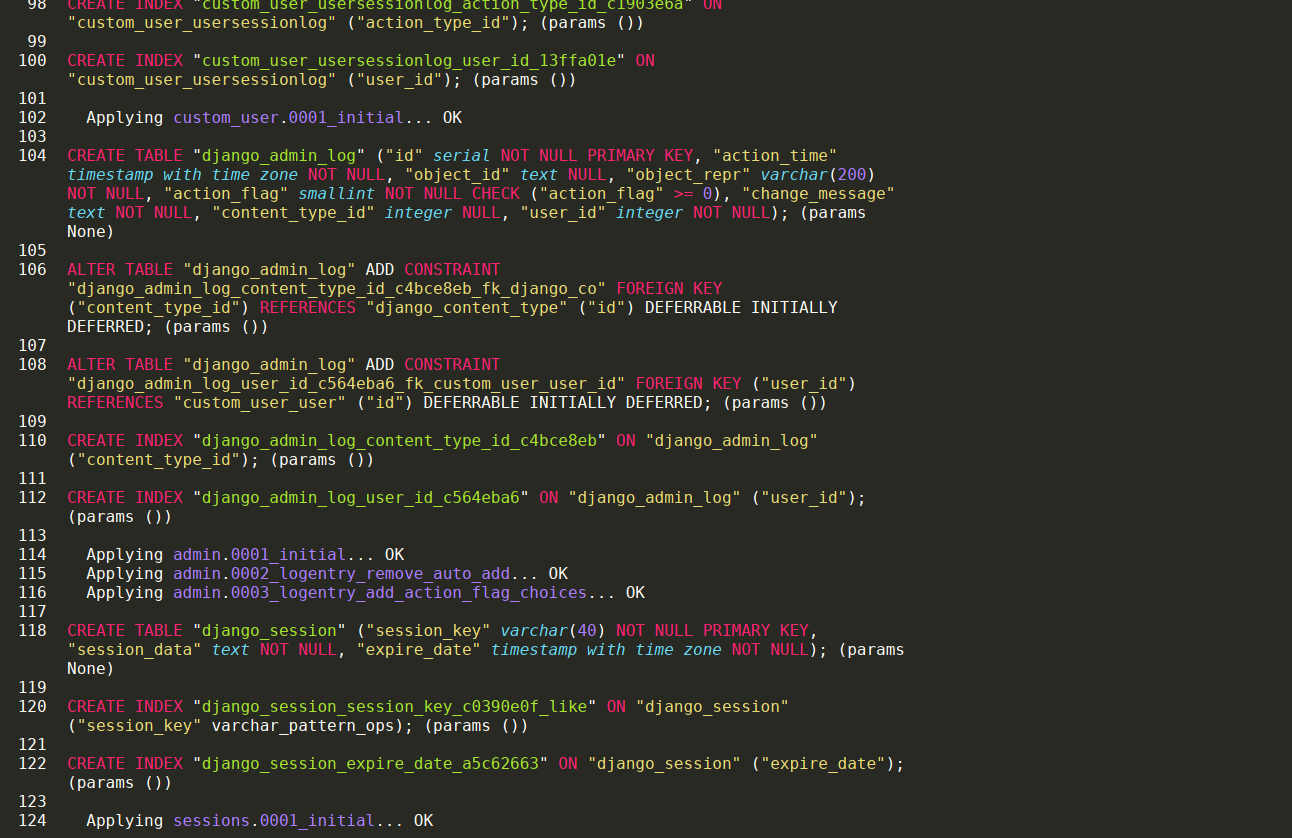 98 CREATE INDEX "custom_user_usersessionlog_action_type_id_c1903e6a" ON
"custom_user_usersessionlog" ("action_type_id"); (params ())
99
100 CREATE INDEX "custom_user_usersessionlog_user_id_13ffa01e" ON
"custom_user_usersessionlog" ("user_id"); (params ())
101
102 Applying custom_user.0001_initial... OK
103
104 CREATE TABLE "django_admin_log" ("id" serial NOT NULL PRIMARY KEY, "action_time"
timestamp with time zone NOT NULL, "object_id" text NULL, "object_repr" varchar(200)
NOT NULL, "action_flag" smallint NOT NULL CHECK ("action_flag" >= 0), "change_message"
text NOT NULL, "content_type_id" integer NULL, "user_id" integer NOT NULL); (params
None)
105
106 ALTER TABLE "django_admin_log" ADD CONSTRAINT
"django_admin_log_content_type_id_c4bce8eb_fk_django_co" FOREIGN KEY
("content_type_id") REFERENCES "django_content_type" ("id") DEFERRABLE INITIALLY
DEFERRED; (params ())
107
108 ALTER TABLE "django_admin_log" ADD CONSTRAINT
"django_admin_log_user_id_c564eba6_fk_custom_user_user_id" FOREIGN KEY ("user_id")
REFERENCES "custom_user_user" ("id") DEFERRABLE INITIALLY DEFERRED; (params ())
109
110 CREATE INDEX "django_admin_log_content_type_id_c4bce8eb" ON "django_admin_log"
("content_type_id"); (params ())
111
112 CREATE INDEX "django_admin_log_user_id_c564eba6" ON "django_admin_log" ("user_id");
(params ())
113
114 Applying admin.0001_initial... OK
115 Applying admin.0002_logentry_remove_auto_add... OK
116 Applying admin.0003_logentry_add_action_flag_choices... OK
117
118 CREATE TABLE "django_session" ("session_key" varchar(40) NOT NULL PRIMARY KEY,
"session_data" text NOT NULL, "expire_date" timestamp with time zone NOT NULL); (params
None)
119
120 CREATE INDEX "django_session_session_key_c0390e0f_like" ON "django_session"
("session_key" varchar_pattern_ops); (params ())
121
122 CREATE INDEX "django_session_expire_date_a5c62663" ON "django_session" ("expire_date");
(params ())
123
124 Applying sessions.0001_initial... OK